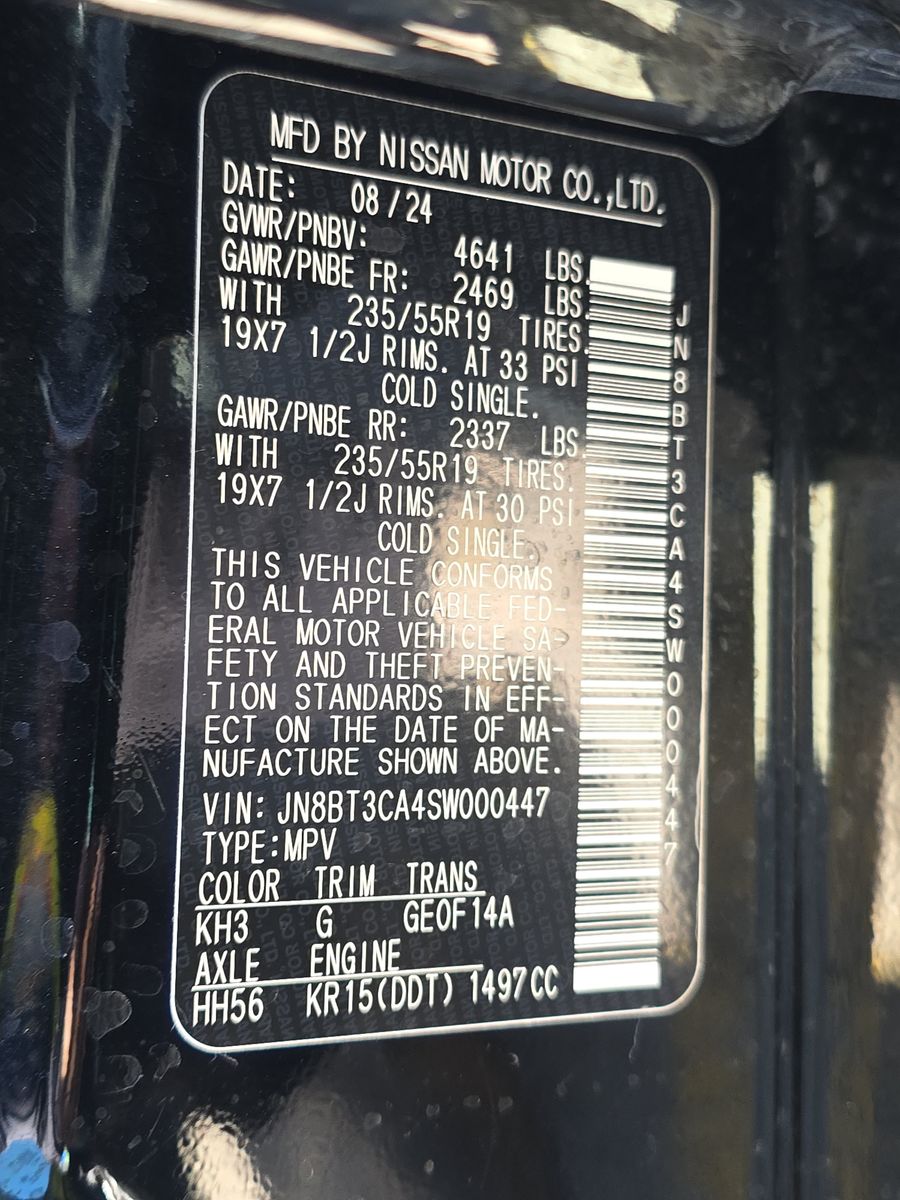 MFD BY NISSAN MOTOR CO.,LTD.
DATE: 08/24
GVWR/PNBV: 4641 LBS.
GAWR/PNBE FR: 2469 LBS.
WITH 235/55R19 TIRES.
19X7 1/2J RIMS. AT 33 PSI
COLD SINGLE.
GAWR/PNBE RR: 2337 LBS.
WITH 235/55R19 TIRES.
19X7 1/2J RIMS. AT 30 PSI
COLD SINGLE.
THIS VEHICLE CONFORMS
TO ALL APPLICABLE FED-
ERAL MOTOR VEHICLE SA-
FETY AND THEFT PREVEN-
TION STANDARDS IN EFF-
ECT ON THE DATE OF MA-
NUFACTURE SHOWN ABOVE.
VIN: JN8BT3CA4SW000447
TYPE:MPV
COLOR TRIM TRANS
KH3 G GE0F14A
AXLE ENGINE
HH56 KR15(DDT) 1497CC
JN8BT3CA4SW000447